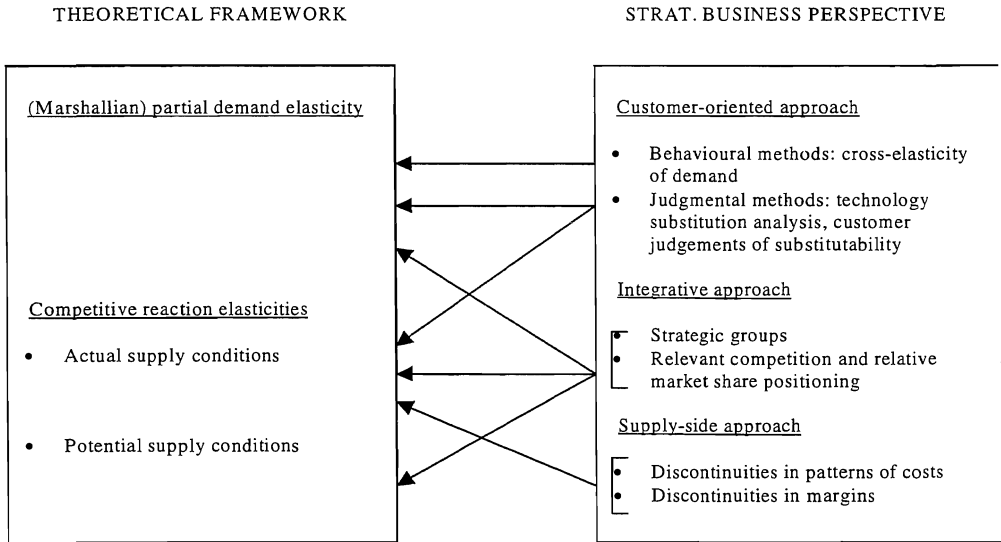 THEORETICAL FRAMEWORK
(Marshallian) partial demand elasticity
Competitive reaction elasticities
• Actual supply conditions
• Potential supply conditions
STRAT. BUSINESS PERSPECTIVE
Customer-oriented approach
• Behavioural methods: cross-elasticity
of demand
• Judgmental methods: technology
substitution analysis, customer
judgements of substitutability
Integrative approach
• Strategic groups
• Relevant competition and relative
market share positioning
Supply-side approach
• Discontinuities in patterns of costs
• Discontinuities in margins